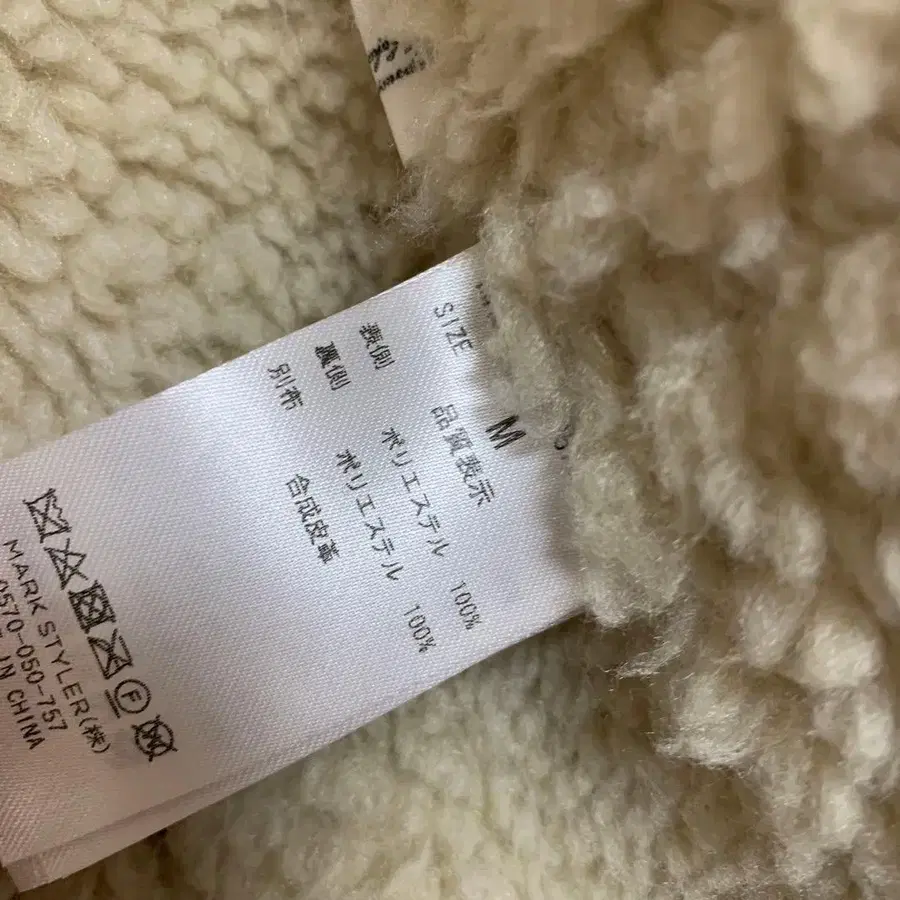 SIZE M
品質表示
表側 ポリエステル 100%
裏側 ポリエステル 100%
別布 合成皮革
F
MARK STYLER(株)
0570-050-757
IN CHINA